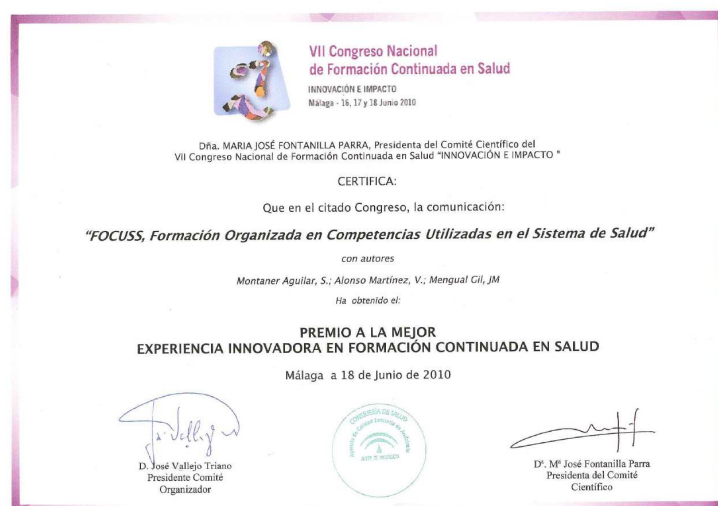 VII Congreso Nacional
de Formación Continuada en Salud
INNOVACIÓN E IMPACTO
Málaga - 16, 17 y 18 Junio 2010
Dña. MARIA JOSÉ FONTANILLA PARRA, Presidenta del Comité Científico del
VII Congreso Nacional de Formación Continuada en Salud "INNOVACIÓN E IMPACTO "
CERTIFICA:
Que en el citado Congreso, la comunicación:
"FOCUSS, Formación Organizada en Competencias Utilizadas en el Sistema de Salud"
con autores
Montaner Aguilar, S.; Alonso Martínez, V.; Mengual Gil, JM
Ha obtenido el:
PREMIO A LA MEJOR
EXPERIENCIA INNOVADORA EN FORMACIÓN CONTINUADA EN SALUD
Málaga a 18 de Junio de 2010
CONSEJERÍA DE SALUD
D. José Vallejo Triano
Presidente Comité
Organizador
Dª. Mª José Fontanilla Parra
Presidenta del Comité
Científico